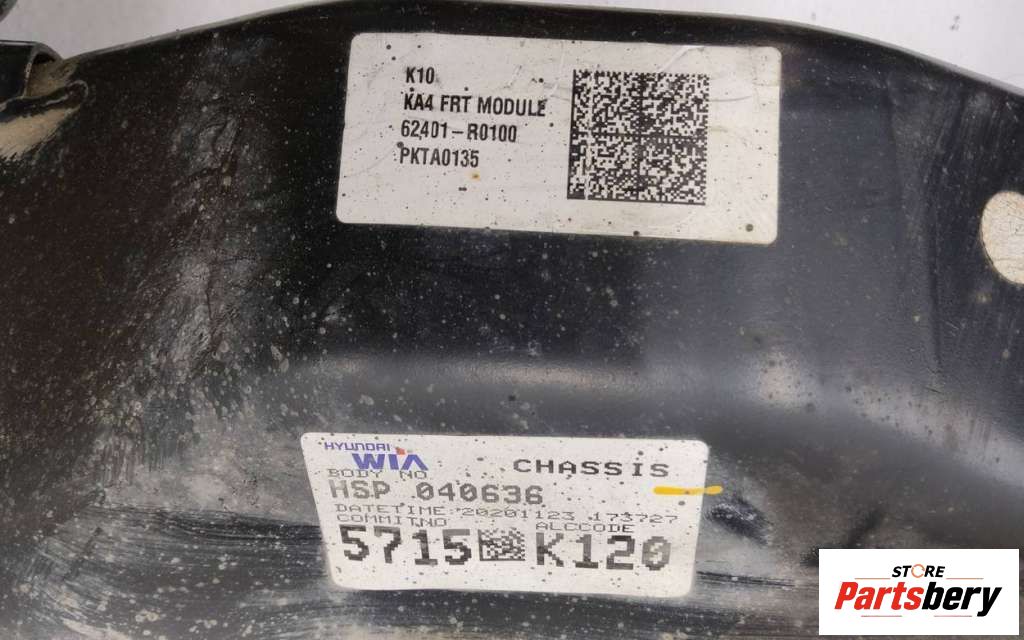 K10
KA4 FRT MODULE
62401-R0100
PKTA0135
HYUNDAI
WIA
CHASSIS
BODY NO
HSP 040636
DATETIME:20201123 173727
COMMITNO ALCCODE
5715 K120
STORE
Partsbery